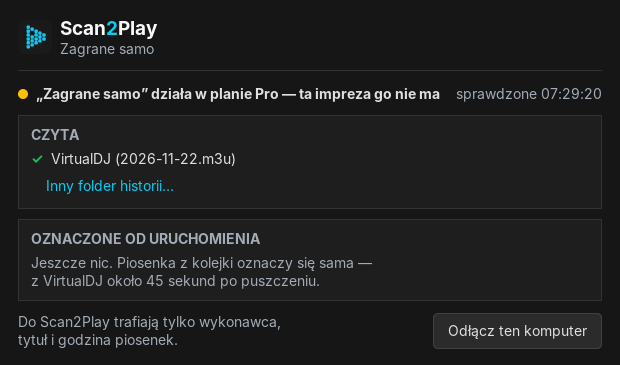 Scan2Play
Zagrane samo
„Zagrane samo” działa w planie Pro — ta impreza go nie ma
sprawdzone 07:29:20
CZYTA
✓ VirtualDJ (2026-11-22.m3u)
Inny folder historii...
OZNACZONE OD URUCHOMIENIA
Jeszcze nic. Piosenka z kolejki oznaczy się sama —
z VirtualDJ około 45 sekund po puszczeniu.
Do Scan2Play trafiają tylko wykonawca,
tytuł i godzina piosenek.
Odłącz ten komputer